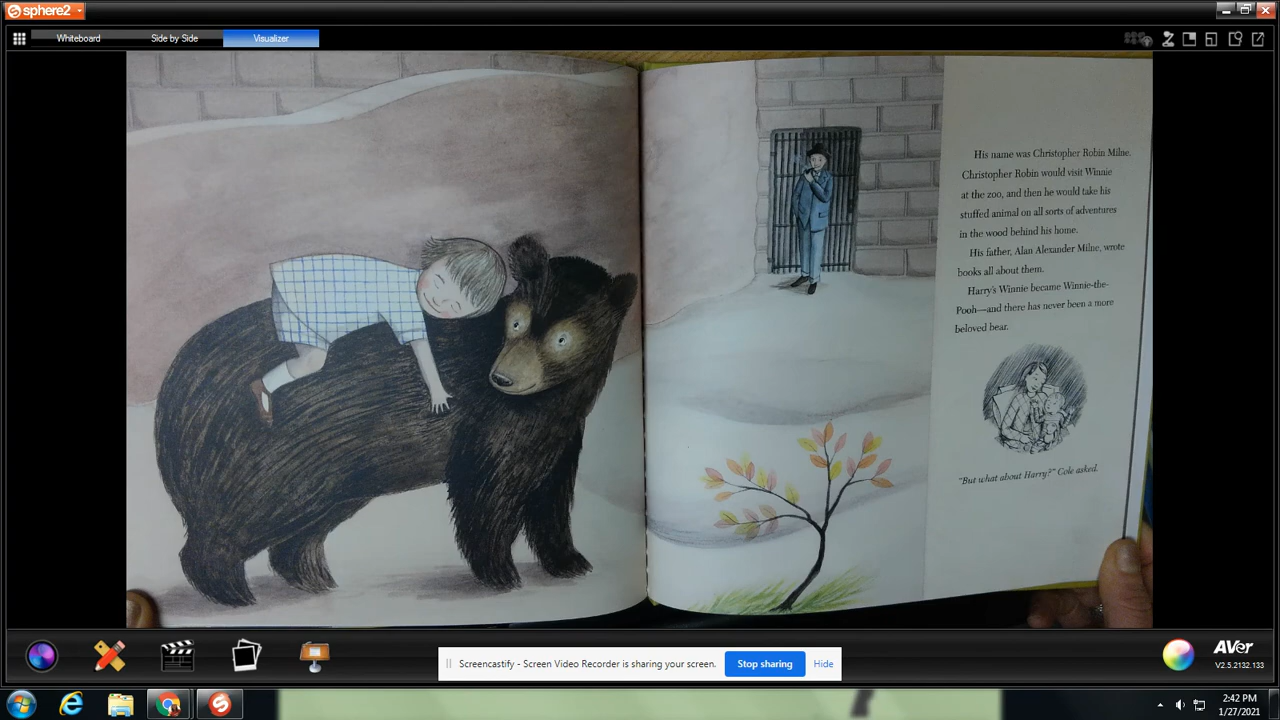 sphere2
Whiteboard
Side by Side
Visualizer
His name was Christopher Robin Milne.
Christopher Robin would visit Winnie
at the zoo, and then he would take his
stuffed animal on all sorts of adventures
in the wood behind his home.
His father, Alan Alexander Milne, wrote
books all about them.
Harry's Winnie became Winnie-the-
Pooh—and there has never been a more
beloved bear.
"But what about Harry?" Cole asked.
Screencastify - Screen Video Recorder is sharing your screen.
Stop sharing
Hide
AVer
V2.5.2132.133
2:42 PM
1/27/2021